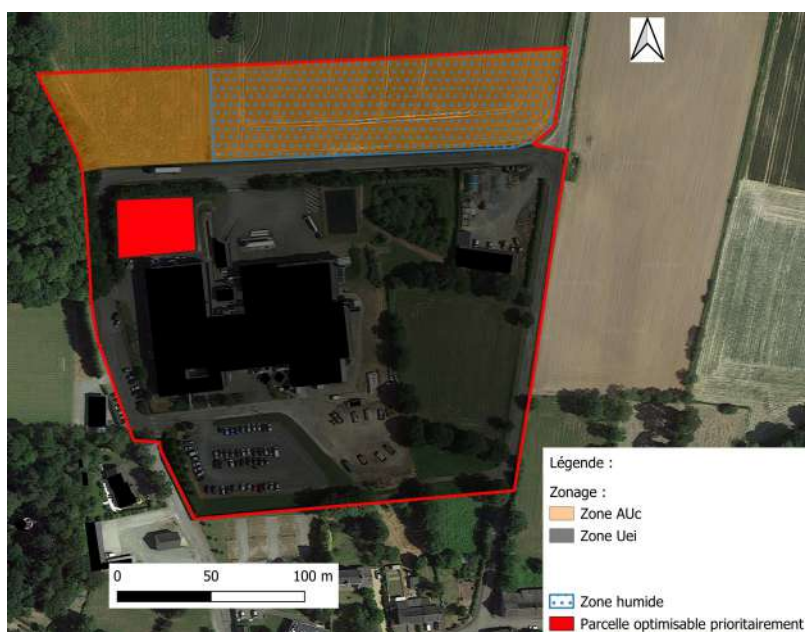 0 50 100 m
Légende :
Zonage :
Zone AUc
Zone Uei
Zone humide
Parcelle optimisable prioritairement